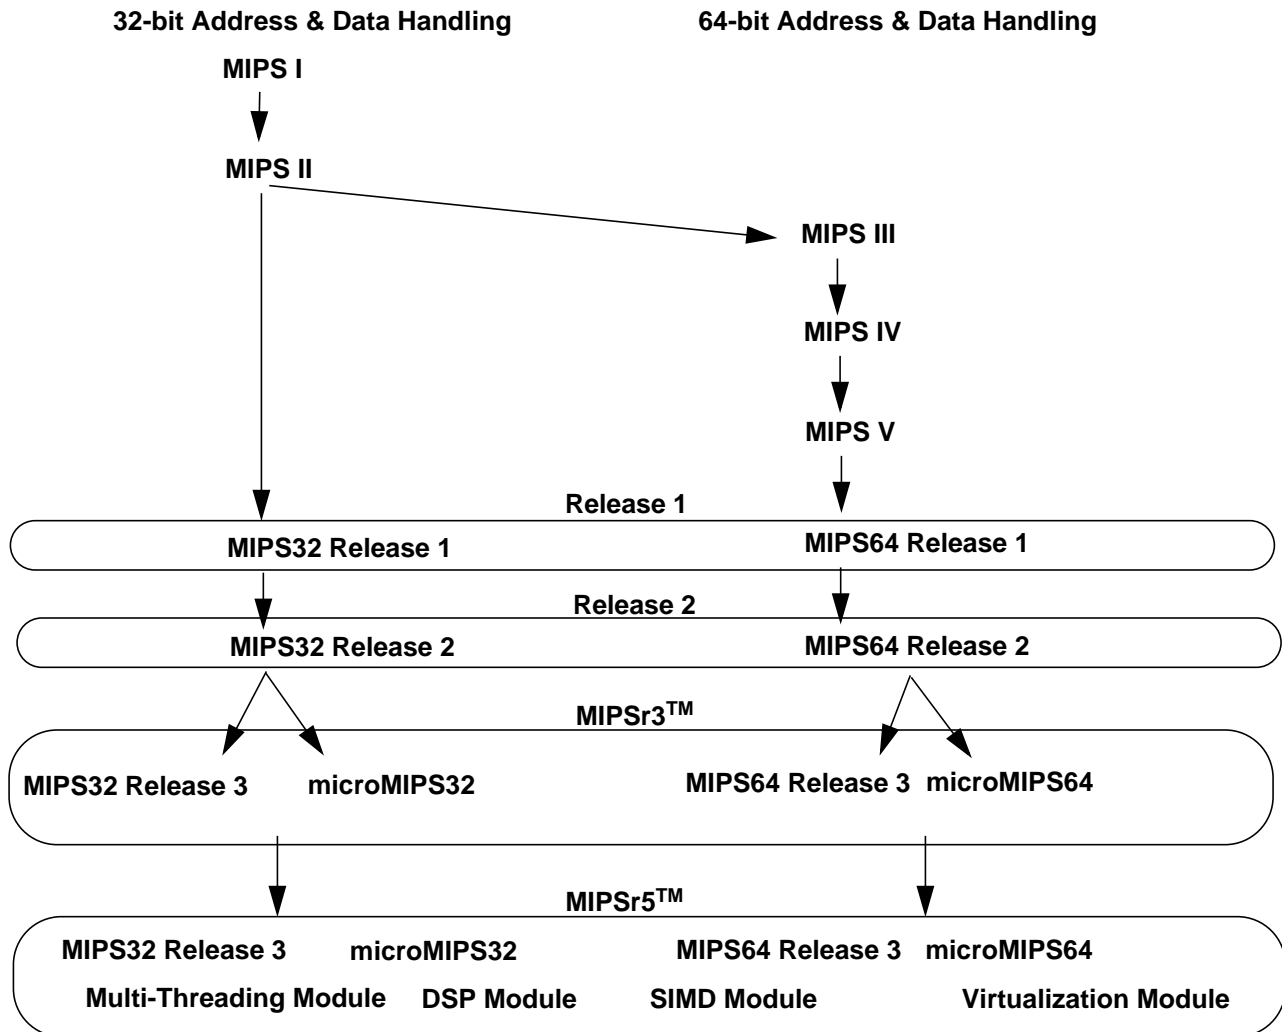 32-bit Address & Data Handling
64-bit Address & Data Handling
MIPS I
MIPS II
MIPS III
MIPS IV
MIPS V
Release 1
MIPS32 Release 1
MIPS64 Release 1
Release 2
MIPS32 Release 2
MIPS64 Release 2
MIPSr3TM
MIPS32 Release 3
microMIPS32
MIPS64 Release 3
microMIPS64
MIPSr5TM
MIPS32 Release 3
microMIPS32
MIPS64 Release 3
microMIPS64
Multi-Threading Module
DSP Module
SIMD Module
Virtualization Module